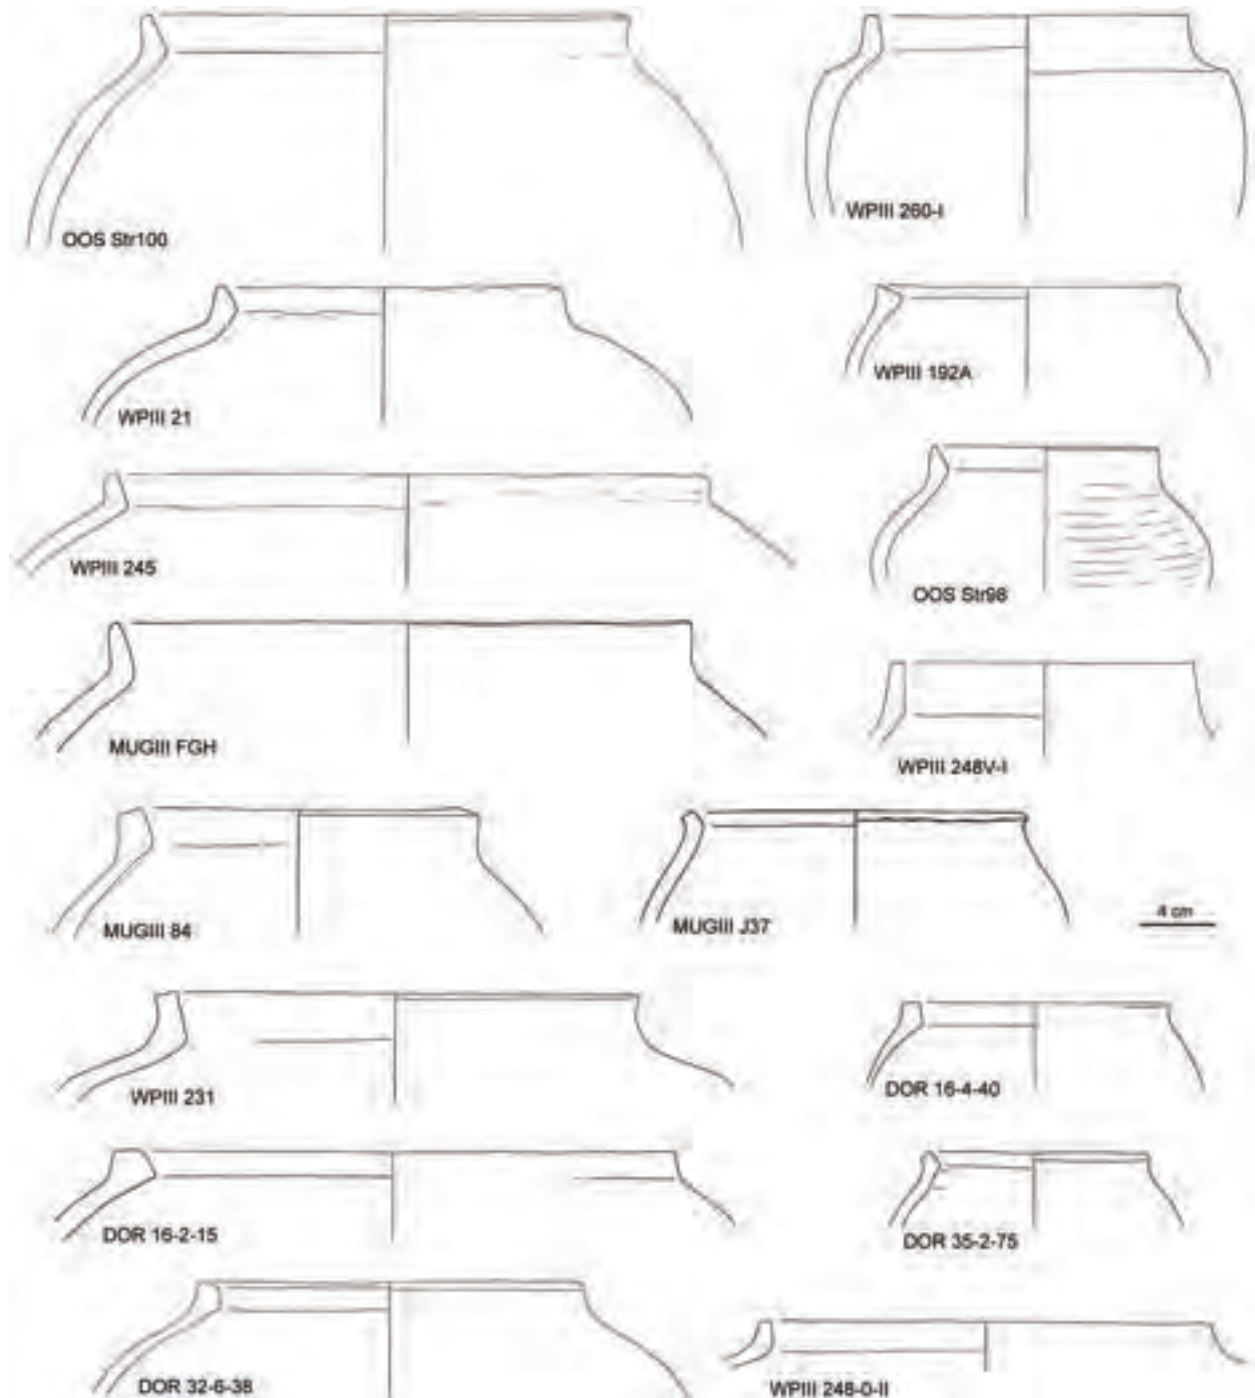 OOS Str100
WPIII 260-I
WPIII 21
WPIII 192A
WPIII 245
OOS Str98
MUGIII FGH
WPIII 248V-I
MUGIII 84
MUGIII J37
4 cm
WPIII 231
DOR 16-4-40
DOR 16-2-15
DOR 35-2-75
DOR 32-6-38
WPIII 248-0-II